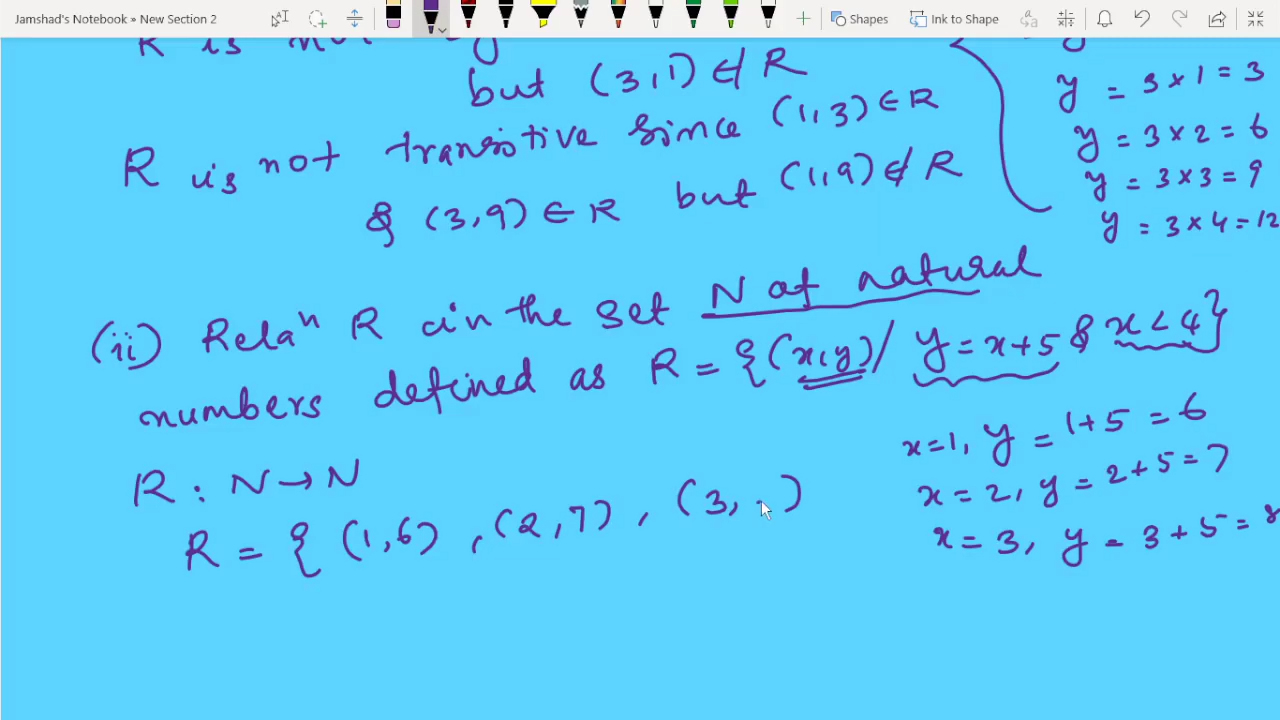 Jamshad's Notebook » New Section 2
Shapes
Ink to Shape
R is not
but (3,1) ∉ R
R is not transitive since (1,3) ∈ R
& (3,9) ∈ R but (1,9) ∉ R
y = 3×1 = 3
y = 3×2 = 6
y = 3×3 = 9
y = 3×4 = 12
(ii) Relaⁿ R in the set N of natural
numbers defined as R = {(x,y)/ y = x+5 & x < 4}
R : N → N
R = { (1,6) , (2,7) , (3, )
x=1, y = 1+5 = 6
x = 2, y = 2+5 = 7
x = 3, y = 3+5 = 8